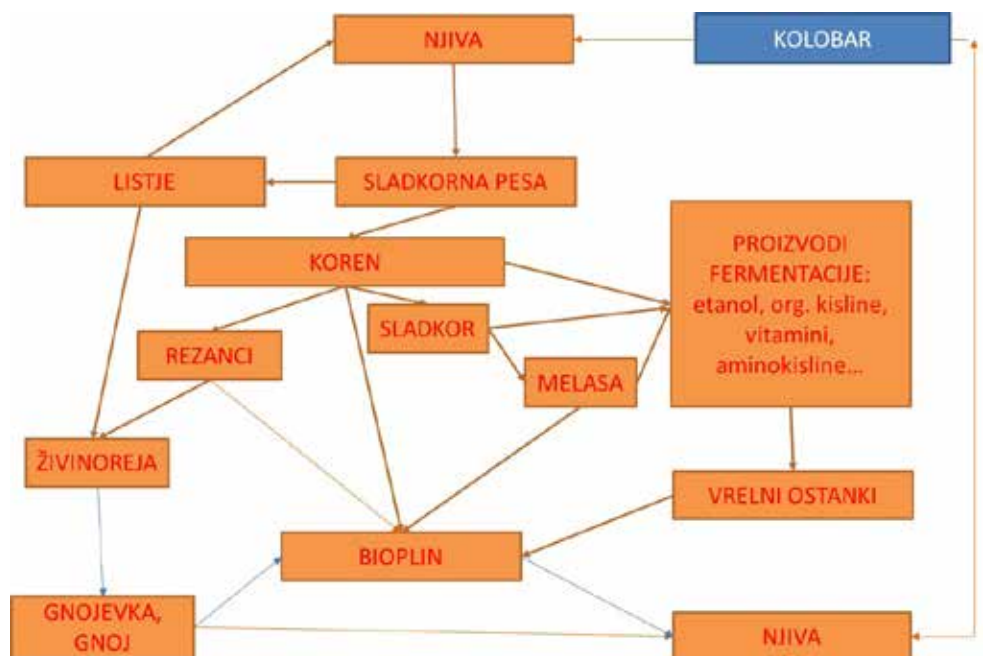 NJIVA
KOLOBAR
LISTJE
SLADKORNA PESA
KOREN
PROIZVODI
FERMENTACIJE:
etanol, org. kisline,
vitamini,
aminokisline...
SLADKOR
REZANCI
MELASA
ŽIVINOREJA
VRELNI OSTANKI
BIOPLIN
GNOJEVKA,
GNOJ
NJIVA